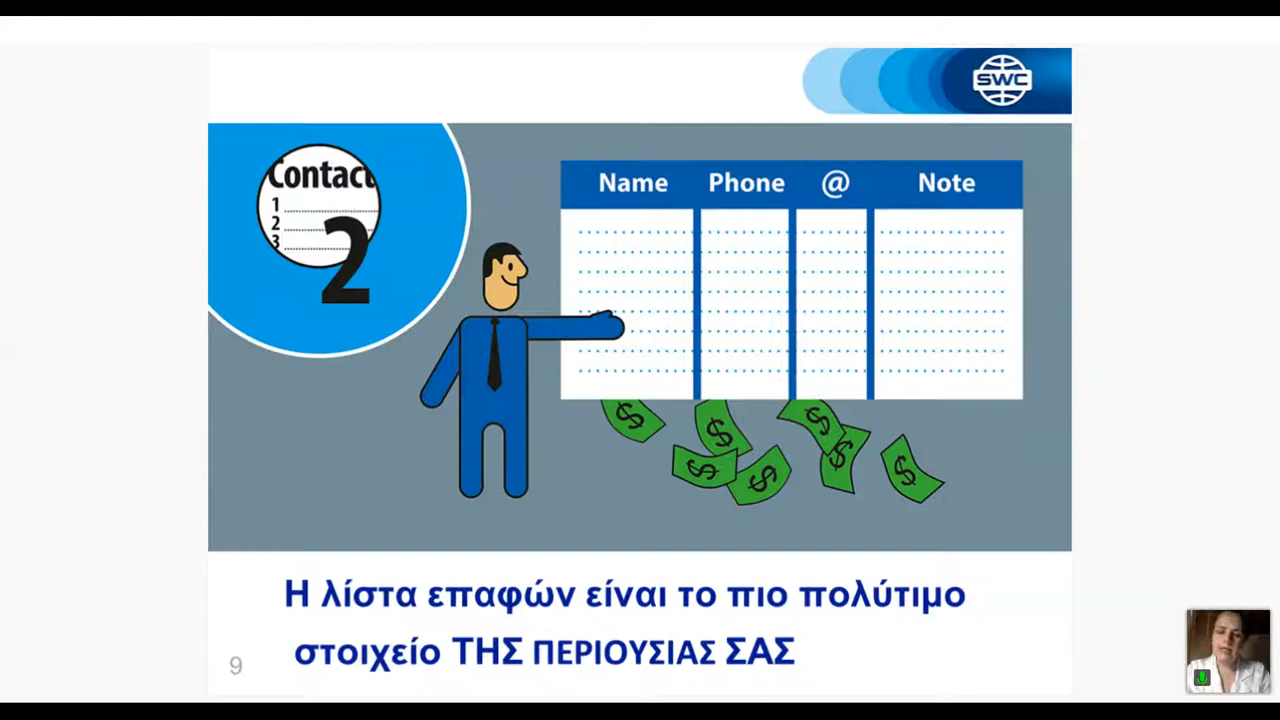 SWC
Contact
1
2
3
2
Name Phone @ Note
$ $ $ $ $ $ $
Η λίστα επαφών είναι το πιο πολύτιμο
στοιχείο ΤΗΣ ΠΕΡΙΟΥΣΙΑΣ ΣΑΣ
9